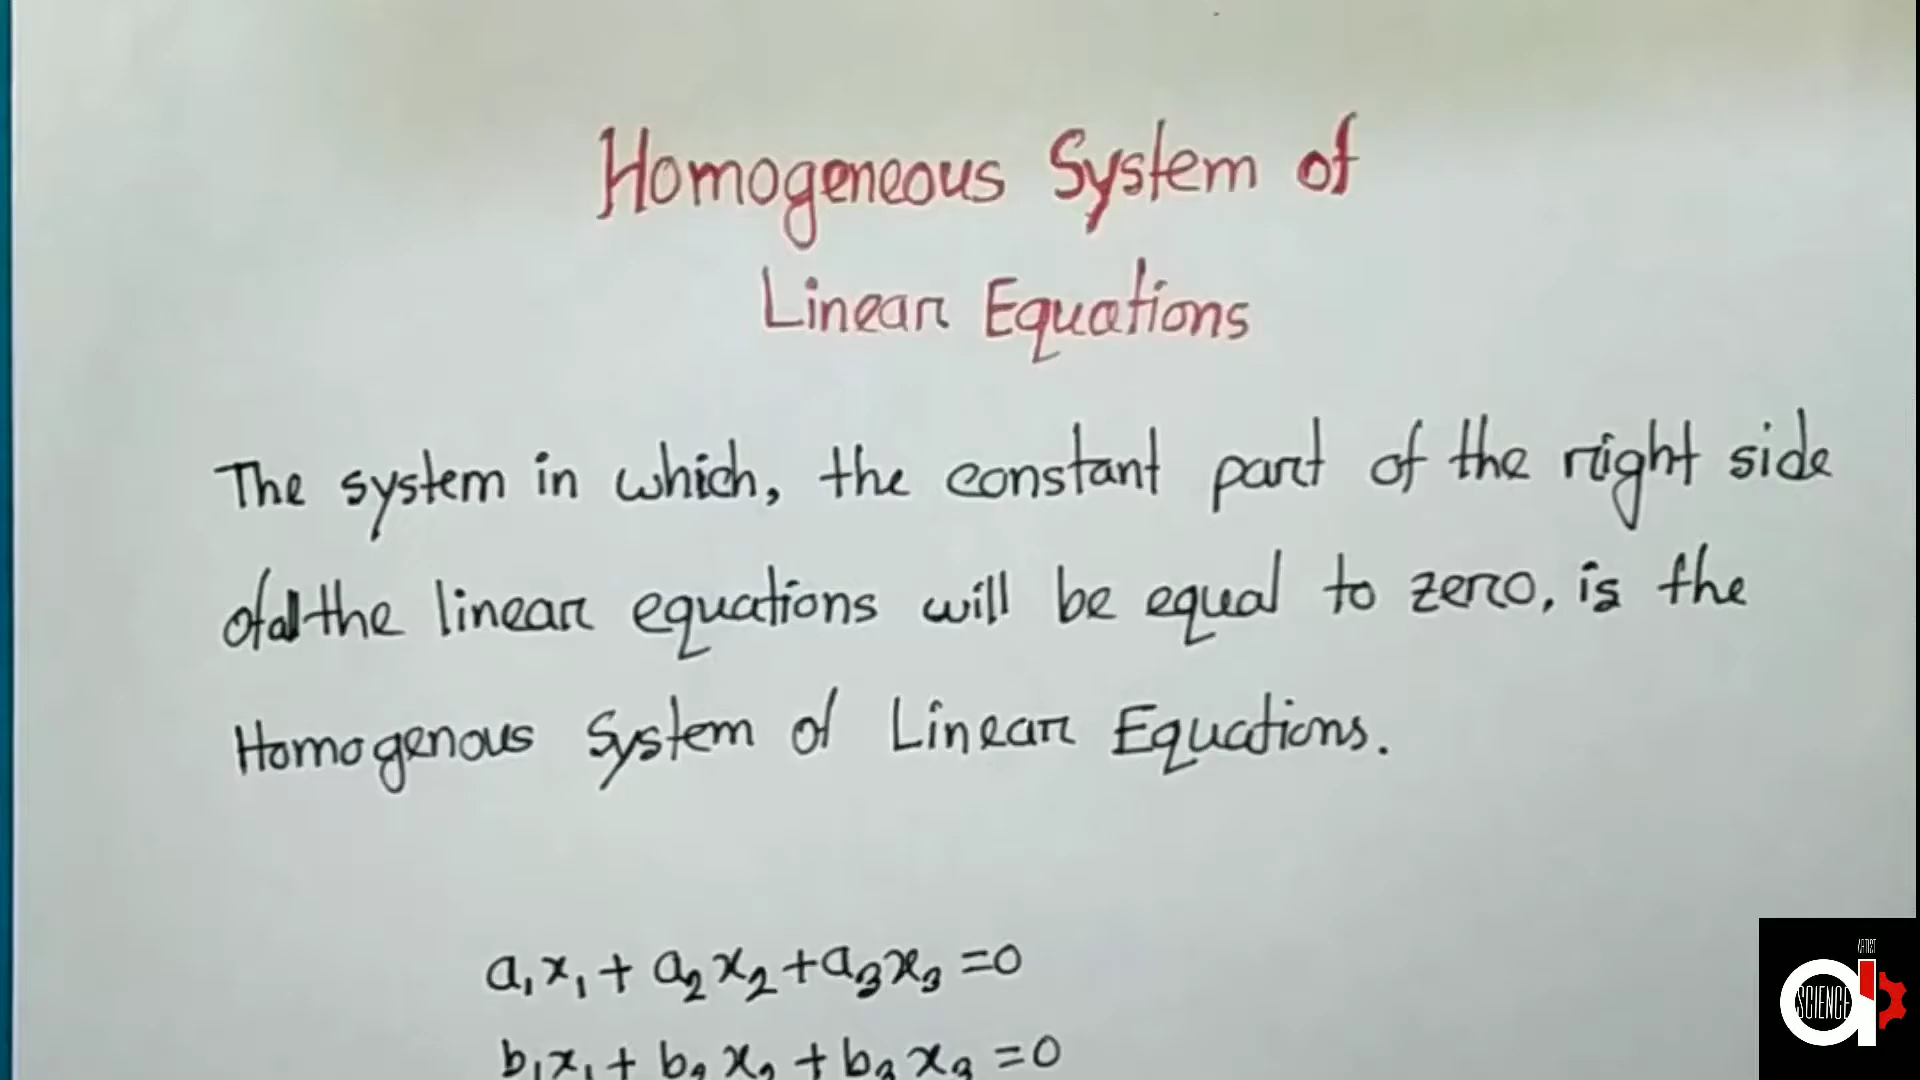 Homogeneous System of
Linear Equations
The system in which, the constant part of the right side
of all the linear equations will be equal to zero, is the
Homogenous System of Linear Equations.
a₁x₁ + a₂x₂ + a₃x₃ = 0
b₁x₁ + b₂x₂ + b₃x₃ = 0
ARTIST
SCIENCE